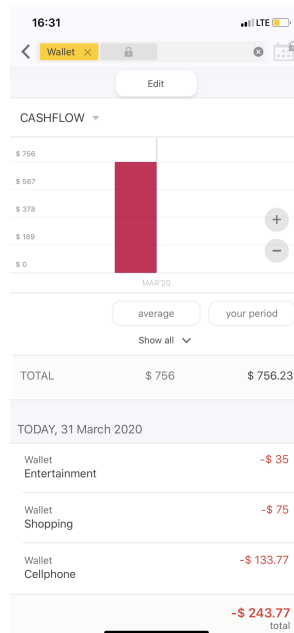 16:31 LTE
Wallet ×
Edit
CASHFLOW
$ 756
$ 567
$ 378
$ 189
$ 0
+
−
MAR'20
average your period
Show all
TOTAL $ 756 $ 756.23
TODAY, 31 March 2020
Wallet -$ 35
Entertainment
Wallet -$ 75
Shopping
Wallet -$ 133.77
Cellphone
-$ 243.77
total